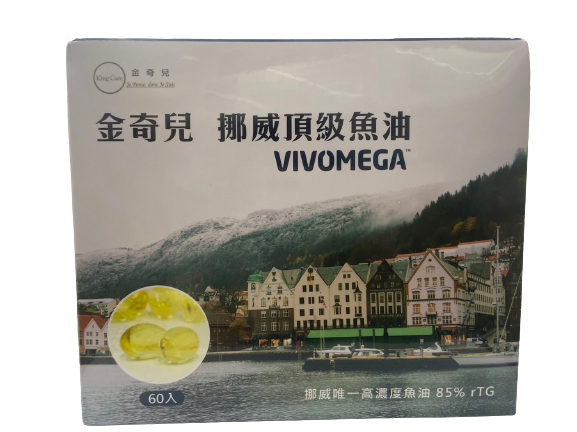 King Care
金奇兒
金奇兒 挪威頂級魚油
VIVOMEGA™
60入
挪威唯一高濃度魚油 85% rTG